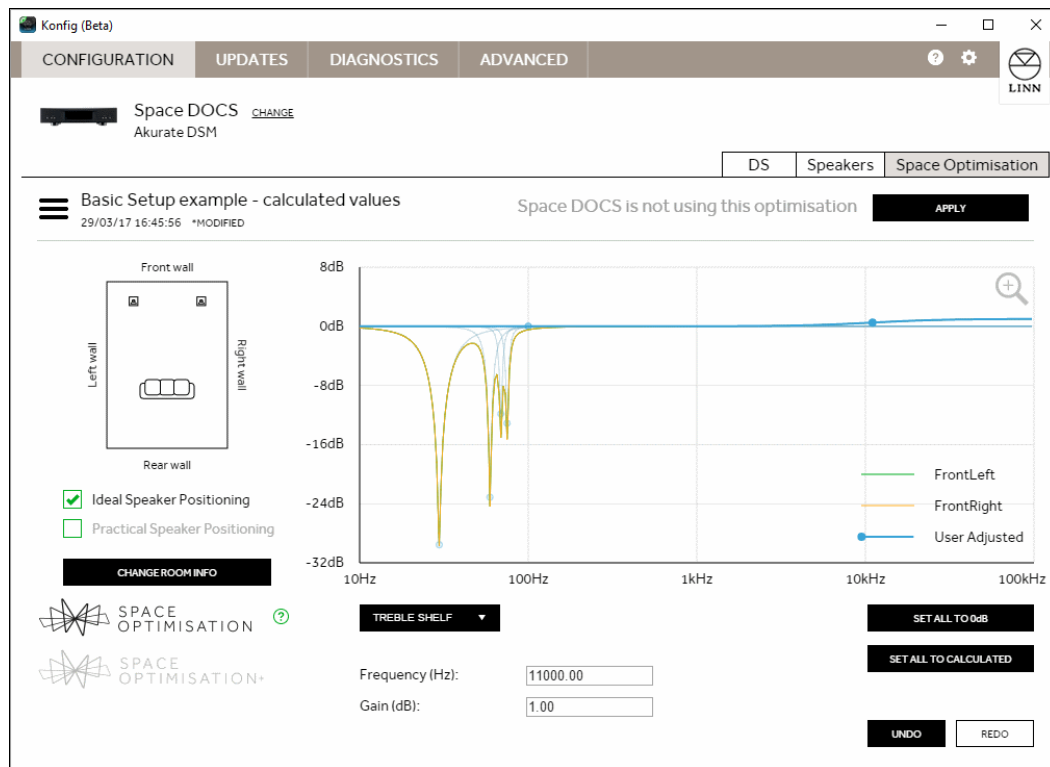 Konfig (Beta)
CONFIGURATION UPDATES DIAGNOSTICS ADVANCED ?
LINN
Space DOCS CHANGE
Akurate DSM
DS Speakers Space Optimisation
Basic Setup example - calculated values
29/03/17 16:45:56 *MODIFIED
Space DOCS is not using this optimisation APPLY
Front wall
Left wall
Right wall
Rear wall
Ideal Speaker Positioning
Practical Speaker Positioning
CHANGE ROOM INFO
SPACE
OPTIMISATION ?
SPACE
OPTIMISATION+
8dB
0dB
-8dB
-16dB
-24dB
-32dB
10Hz 100Hz 1kHz 10kHz 100kHz
FrontLeft
FrontRight
User Adjusted
TREBLE SHELF
Frequency (Hz): 11000.00
Gain (dB): 1.00
SET ALL TO 0dB
SET ALL TO CALCULATED
UNDO REDO